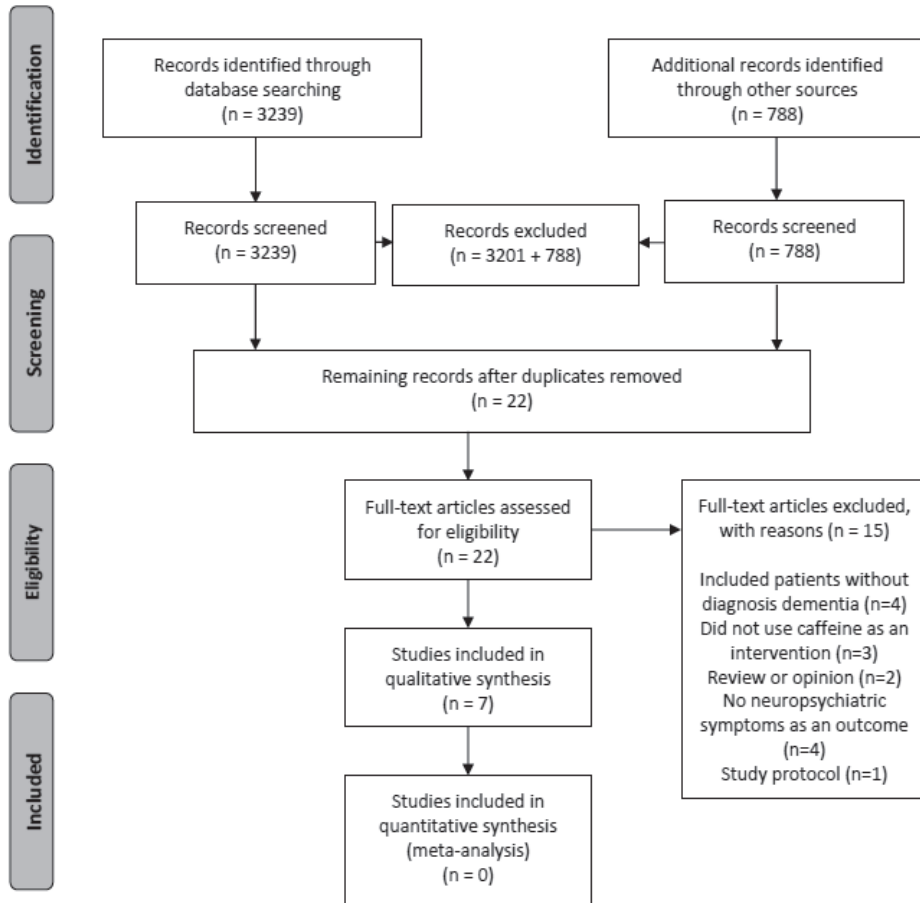 Identification
Records identified through
database searching
(n = 3239)
Additional records identified
through other sources
(n = 788)
Screening
Records screened
(n = 3239)
Records excluded
(n = 3201 + 788)
Records screened
(n = 788)
Remaining records after duplicates removed
(n = 22)
Eligibility
Full-text articles assessed
for eligibility
(n = 22)
Full-text articles excluded,
with reasons (n = 15)
Included patients without
diagnosis dementia (n=4)
Did not use caffeine as an
intervention (n=3)
Review or opinion (n=2)
No neuropsychiatric
symptoms as an outcome
(n=4)
Study protocol (n=1)
Studies included in
qualitative synthesis
(n = 7)
Included
Studies included in
quantitative synthesis
(meta-analysis)
(n = 0)